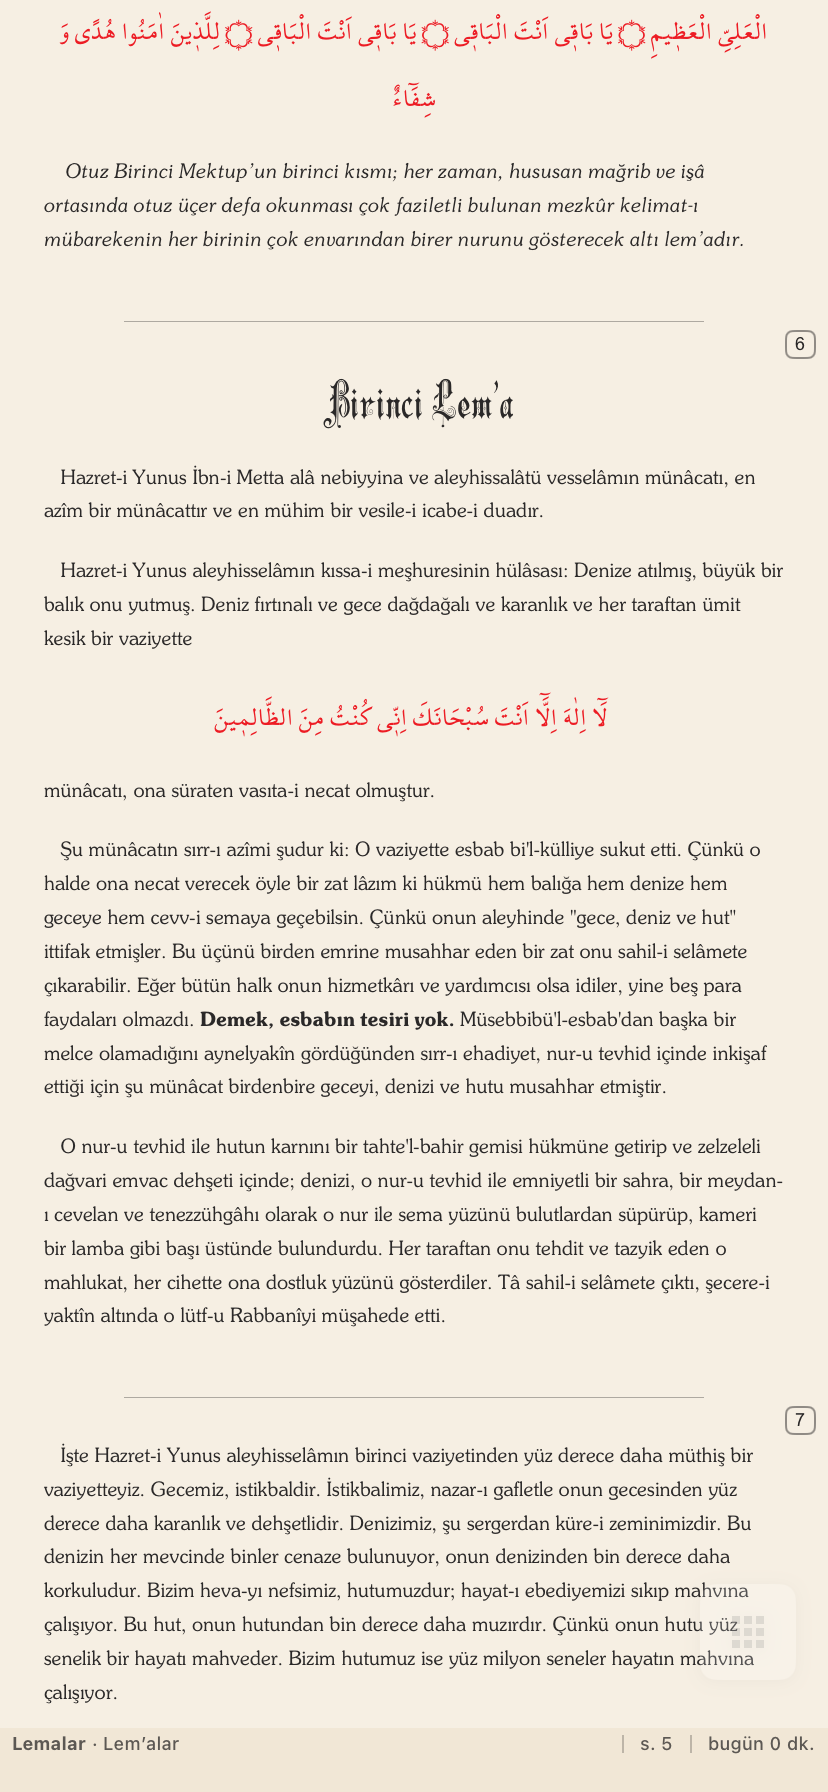 الْعَلِىِّ الْعَظٖيمِ ۝ يَا بَاقٖى اَنْتَ الْبَاقٖى ۝ يَا بَاقٖى اَنْتَ الْبَاقٖى ۝ لِلَّذٖينَ اٰمَنُوا هُدًى وَ
شِفَٓاءٌ
Otuz Birinci Mektup’un birinci kısmı; her zaman, hususan mağrib ve işâ
ortasında otuz üçer defa okunması çok faziletli bulunan mezkûr kelimat-ı
mübarekenin her birinin çok envarından birer nurunu gösterecek altı lem’adır.
6
Birinci Lem’a
Hazret-i Yunus İbn-i Metta alâ nebiyyina ve aleyhissalâtü vesselâmın münâcatı, en
azîm bir münâcattır ve en mühim bir vesile-i icabe-i duadır.
Hazret-i Yunus aleyhisselâmın kıssa-i meşhuresinin hülâsası: Denize atılmış, büyük bir
balık onu yutmuş. Deniz fırtınalı ve gece dağdağalı ve karanlık ve her taraftan ümit
kesik bir vaziyette
لَٓا اِلٰهَ اِلَّٓا اَنْتَ سُبْحَانَكَ اِنّٖى كُنْتُ مِنَ الظَّالِمٖينَ
münâcatı, ona süraten vasıta-i necat olmuştur.
Şu münâcatın sırr-ı azîmi şudur ki: O vaziyette esbab bi'l-külliye sukut etti. Çünkü o
halde ona necat verecek öyle bir zat lâzım ki hükmü hem balığa hem denize hem
geceye hem cevv-i semaya geçebilsin. Çünkü onun aleyhinde "gece, deniz ve hut"
ittifak etmişler. Bu üçünü birden emrine musahhar eden bir zat onu sahil-i selâmete
çıkarabilir. Eğer bütün halk onun hizmetkârı ve yardımcısı olsa idiler, yine beş para
faydaları olmazdı. Demek, esbabın tesiri yok. Müsebbibü'l-esbab'dan başka bir
melce olamadığını aynelyakîn gördüğünden sırr-ı ehadiyet, nur-u tevhid içinde inkişaf
ettiği için şu münâcat birdenbire geceyi, denizi ve hutu musahhar etmiştir.
O nur-u tevhid ile hutun karnını bir tahte'l-bahir gemisi hükmüne getirip ve zelzeleli
dağvari emvac dehşeti içinde; denizi, o nur-u tevhid ile emniyetli bir sahra, bir meydan-
ı cevelan ve tenezzühgâhı olarak o nur ile sema yüzünü bulutlardan süpürüp, kameri
bir lamba gibi başı üstünde bulundurdu. Her taraftan onu tehdit ve tazyik eden o
mahlukat, her cihette ona dostluk yüzünü gösterdiler. Tâ sahil-i selâmete çıktı, şecere-i
yaktîn altında o lütf-u Rabbanîyi müşahede etti.
7
İşte Hazret-i Yunus aleyhisselâmın birinci vaziyetinden yüz derece daha müthiş bir
vaziyetteyiz. Gecemiz, istikbaldir. İstikbalimiz, nazar-ı gafletle onun gecesinden yüz
derece daha karanlık ve dehşetlidir. Denizimiz, şu sergerdan küre-i zeminimizdir. Bu
denizin her mevcinde binler cenaze bulunuyor, onun denizinden bin derece daha
korkuludur. Bizim heva-yı nefsimiz, hutumuzdur; hayat-ı ebediyemizi sıkıp mahvına
çalışıyor. Bu hut, onun hutundan bin derece daha muzırdır. Çünkü onun hutu yüz
senelik bir hayatı mahveder. Bizim hutumuz ise yüz milyon seneler hayatın mahvına
çalışıyor.
Lemalar · Lem’alar | s. 5 | bugün 0 dk.